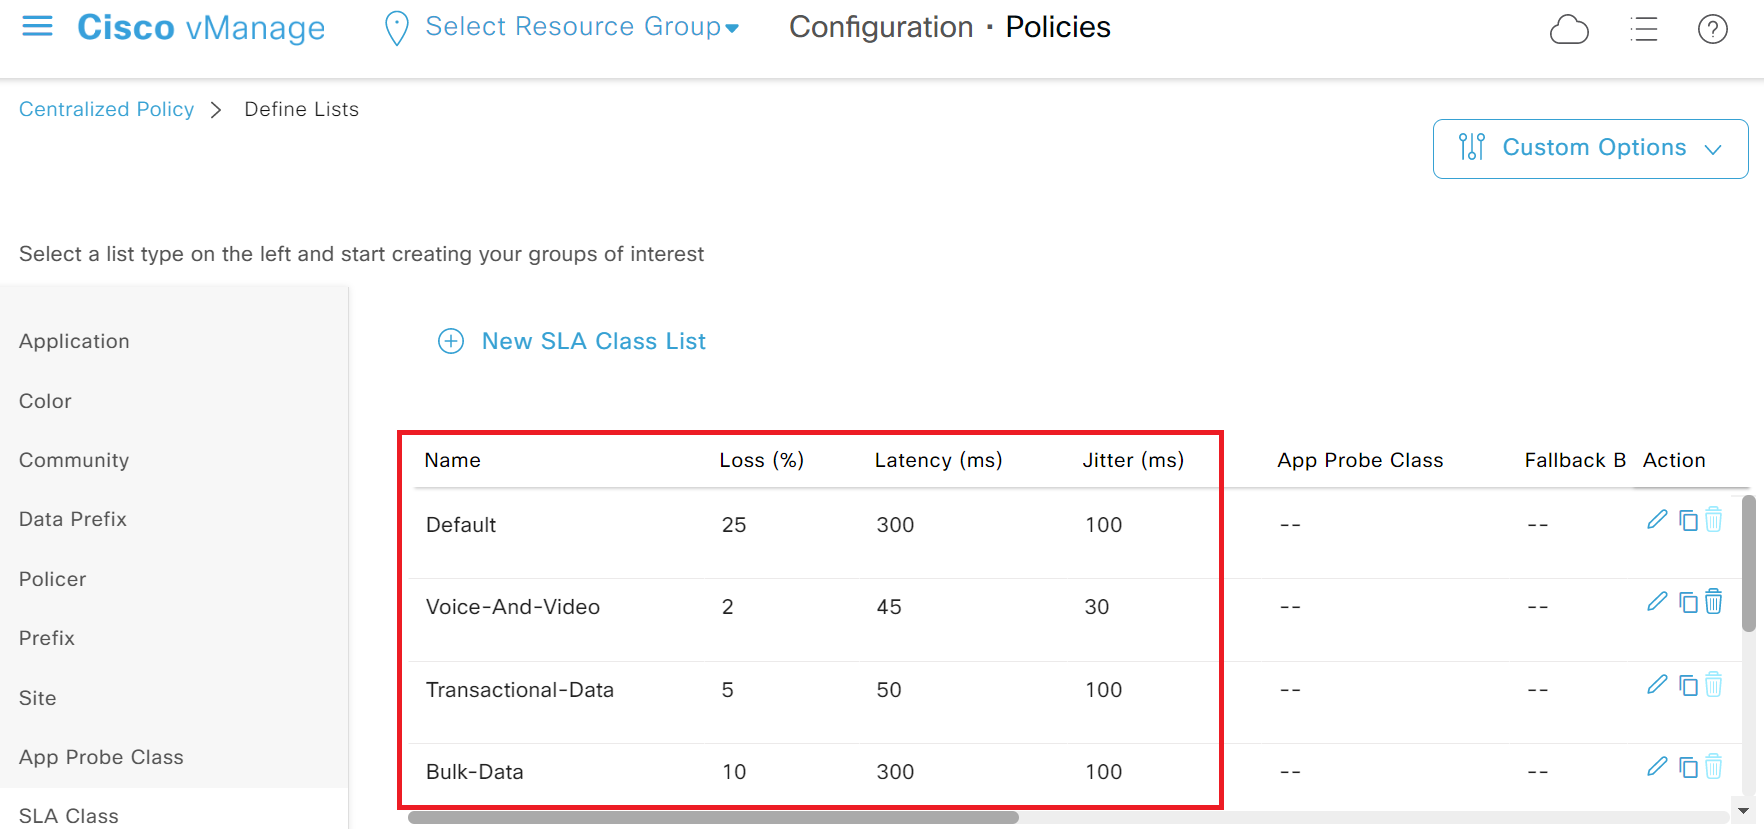 Cisco vManage Select Resource Group Configuration · Policies
Centralized Policy > Define Lists
Custom Options
Select a list type on the left and start creating your groups of interest
Application
Color
Community
Data Prefix
Policer
Prefix
Site
App Probe Class
SLA Class
New SLA Class List
Name Loss (%) Latency (ms) Jitter (ms) App Probe Class Fallback B Action
Default 25 300 100 -- --
Voice-And-Video 2 45 30 -- --
Transactional-Data 5 50 100 -- --
Bulk-Data 10 300 100 -- --